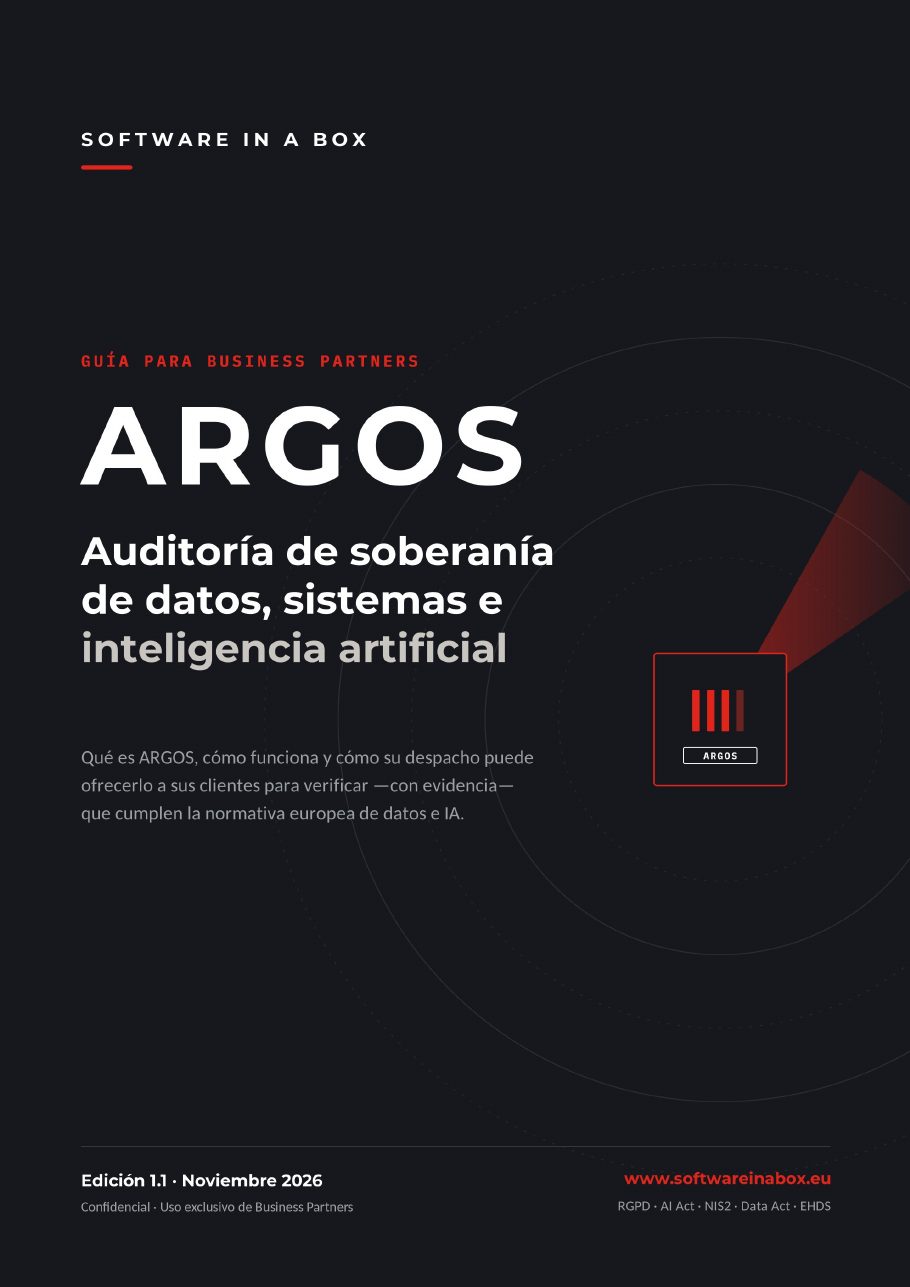 SOFTWARE IN A BOX
GUÍA PARA BUSINESS PARTNERS
ARGOS
Auditoría de soberanía
de datos, sistemas e
inteligencia artificial
ARGOS
Qué es ARGOS, cómo funciona y cómo su despacho puede
ofrecerlo a sus clientes para verificar —con evidencia—
que cumplen la normativa europea de datos e IA.
Edición 1.1 · Noviembre 2026
Confidencial · Uso exclusivo de Business Partners
www.softwareinabox.eu
RGPD · AI Act · NIS2 · Data Act · EHDS